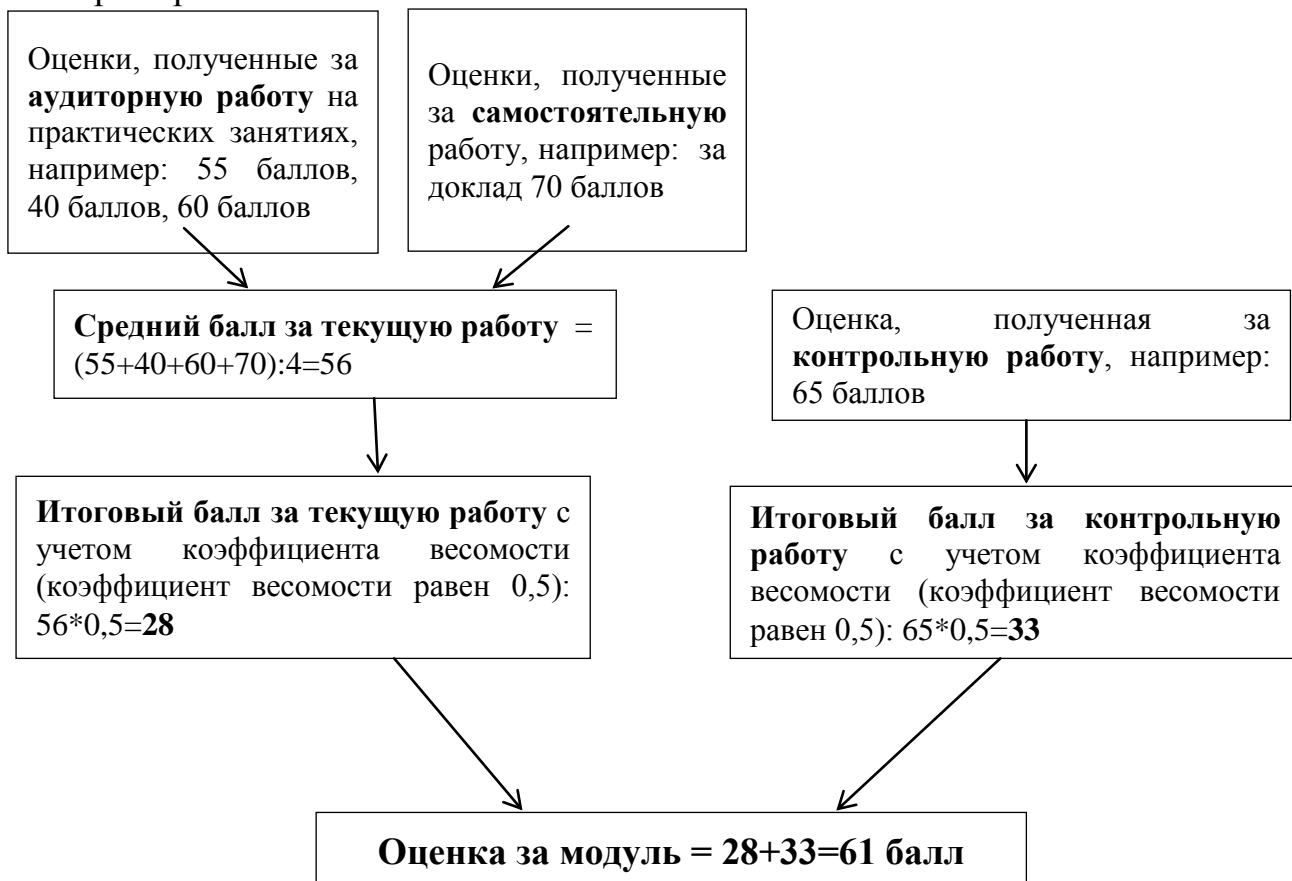 Оценки, полученные за
аудиторную работу на
практических занятиях,
например: 55 баллов,
40 баллов, 60 баллов
Оценки, полученные
за самостоятельную
работу, например: за
доклад 70 баллов
Средний балл за текущую работу =
(55+40+60+70):4=56
Оценка, полученная за
контрольную работу, например:
65 баллов
Итоговый балл за текущую работу с
учетом коэффициента весомости
(коэффициент весомости равен 0,5):
56*0,5=28
Итоговый балл за контрольную
работу с учетом коэффициента
весомости (коэффициент весомости
равен 0,5): 65*0,5=33
Оценка за модуль = 28+33=61 балл